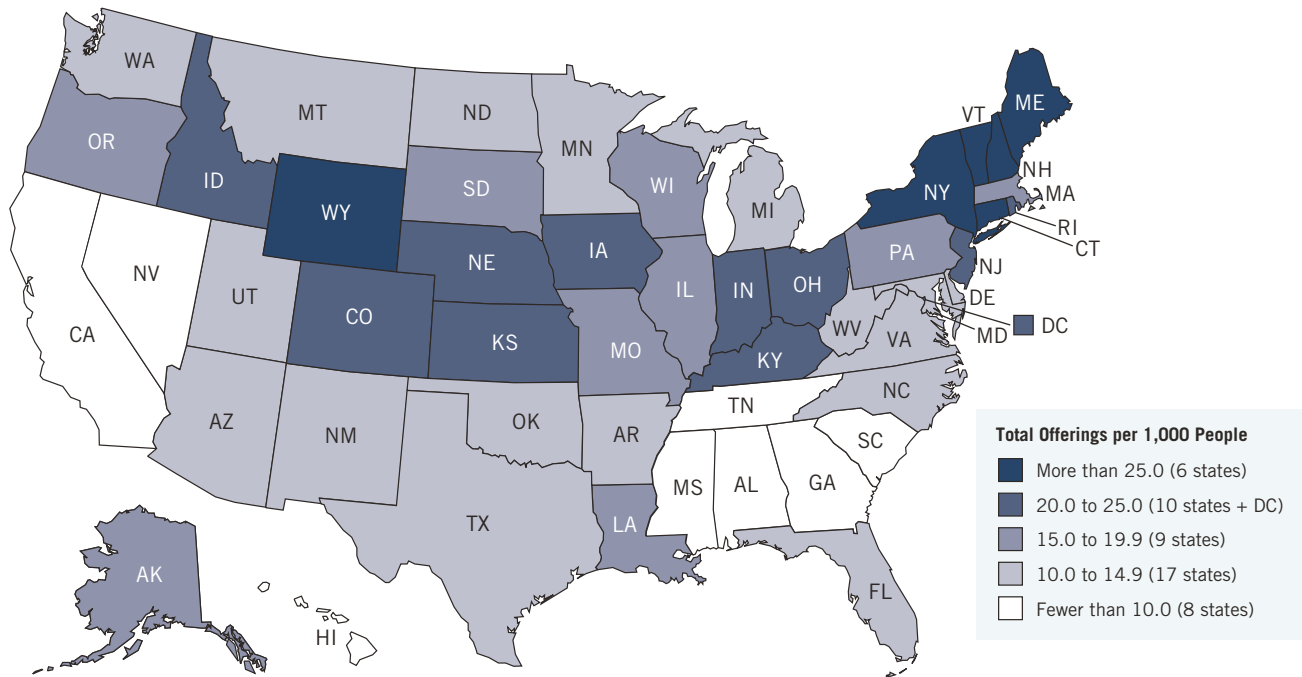 WA
MT
ND
MN
OR
ID
WY
SD
WI
MI
VT
ME
NH
MA
NY
RI
CT
NV
UT
CO
NE
IA
IL
IN
OH
PA
NJ
DE
DC
MD
CA
KS
MO
KY
WV
VA
AZ
NM
OK
AR
TN
NC
SC
TX
LA
MS
AL
GA
FL
AK
HI
Total Offerings per 1,000 People
More than 25.0 (6 states)
20.0 to 25.0 (10 states + DC)
15.0 to 19.9 (9 states)
10.0 to 14.9 (17 states)
Fewer than 10.0 (8 states)